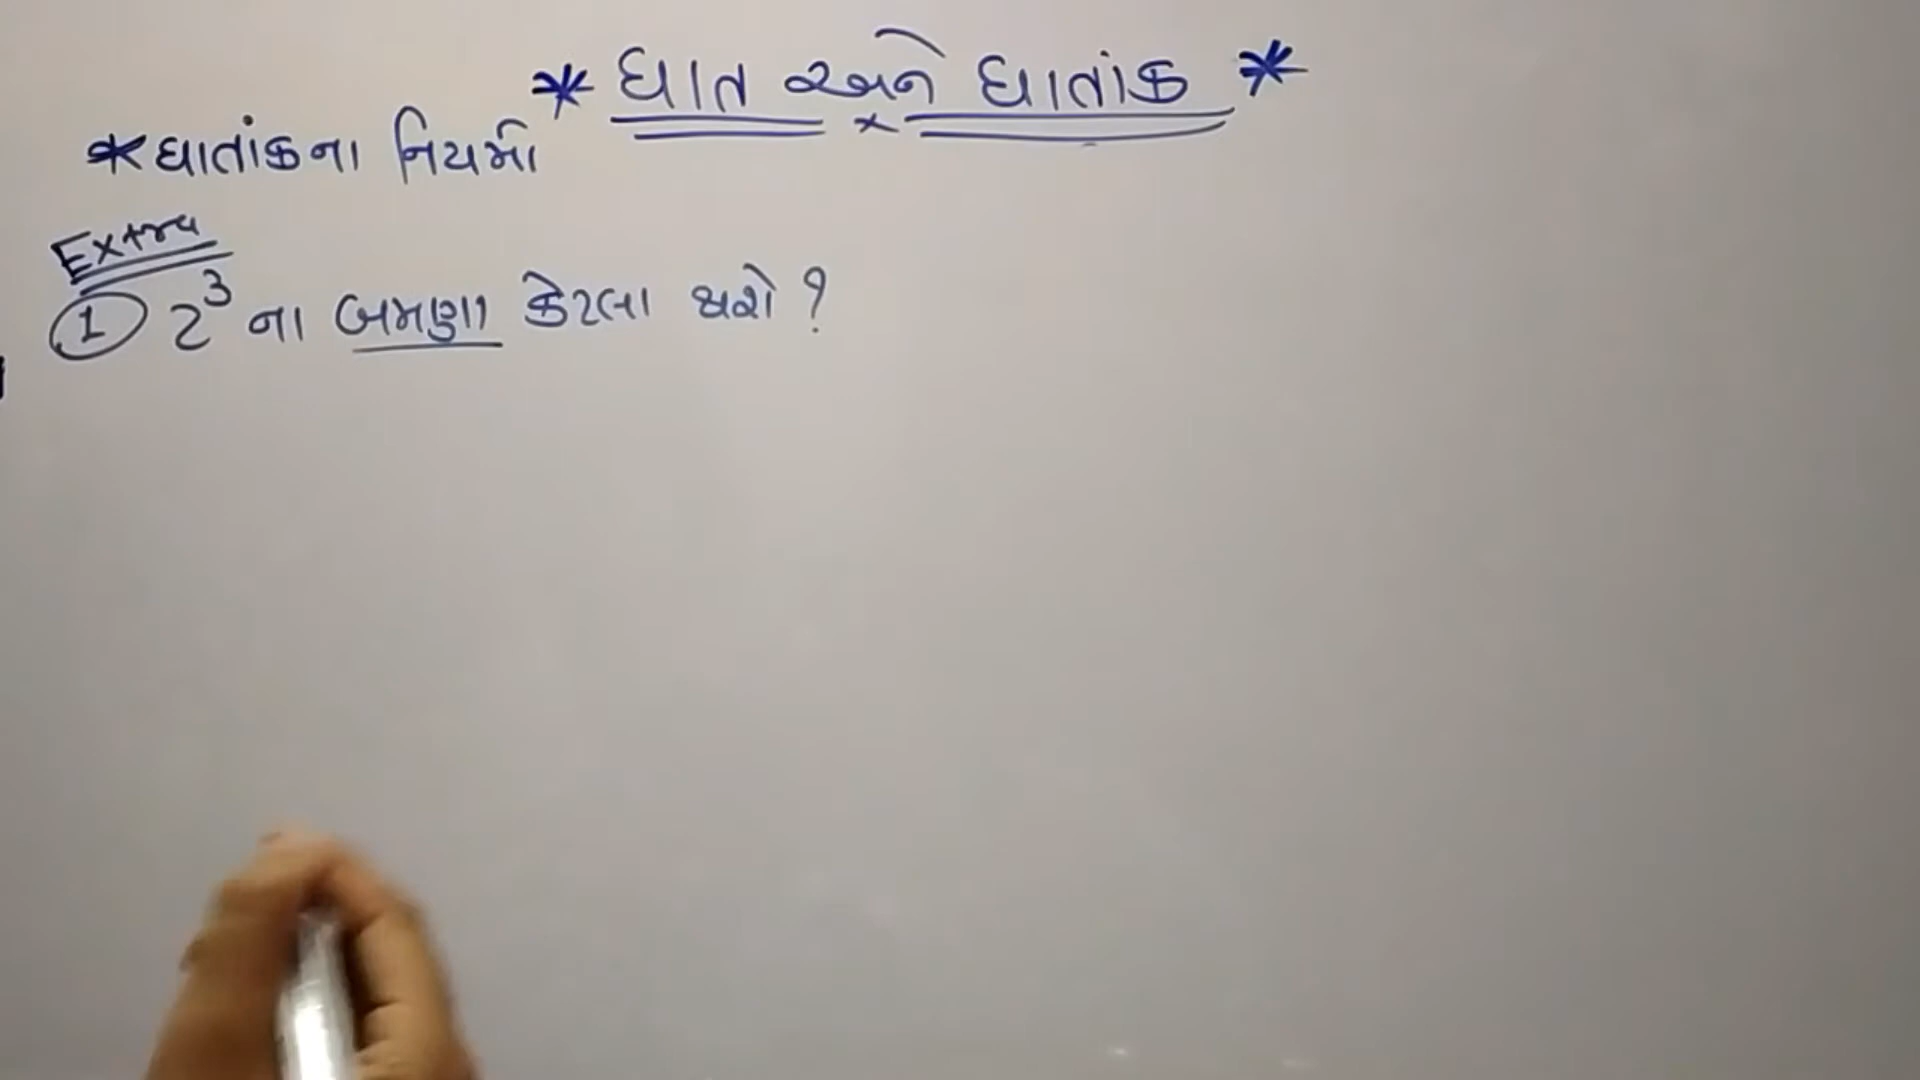 * ઘાત અને ઘાતાંક *
* ઘાતાંકના નિયમો
Extra
① 2³ ના બમણા કેટલા થશે ?